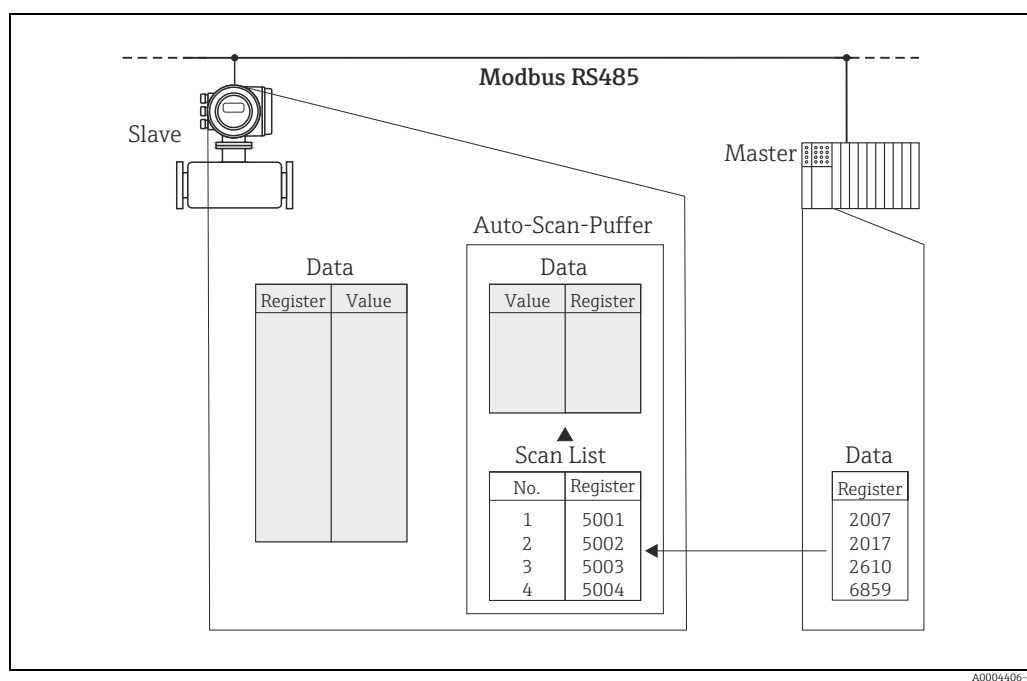 Modbus RS485
Slave
Master
Auto-Scan-Puffer
Data
Register Value
Data
Value Register
Scan List
No. Register
1 5001
2 5002
3 5003
4 5004
Data
Register
2007
2017
2610
6859